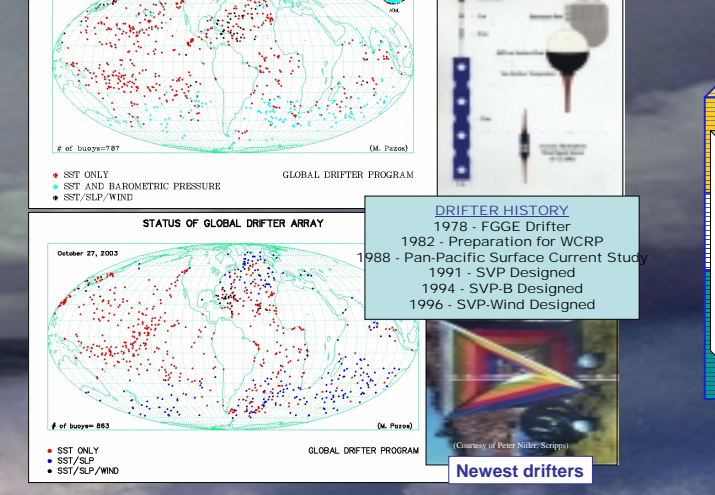 # of buoys=787
(M. Pazos)
SST ONLY
GLOBAL DRIFTER PROGRAM
SST AND BAROMETRIC PRESSURE
SST/SLP/WIND
DRIFTER HISTORY
1978 - FGGE Drifter
1982 - Preparation for WCRP
1988 - Pan-Pacific Surface Current Study
1991 - SVP Designed
1994 - SVP-B Designed
1996 - SVP-Wind Designed
STATUS OF GLOBAL DRIFTER ARRAY
October 27, 2003
# of buoys= 863
(M. Pazos)
SST ONLY
GLOBAL DRIFTER PROGRAM
SST/SLP
SST/SLP/WIND
(Courtesy of Peter Niiler, Scripps)
Newest drifters